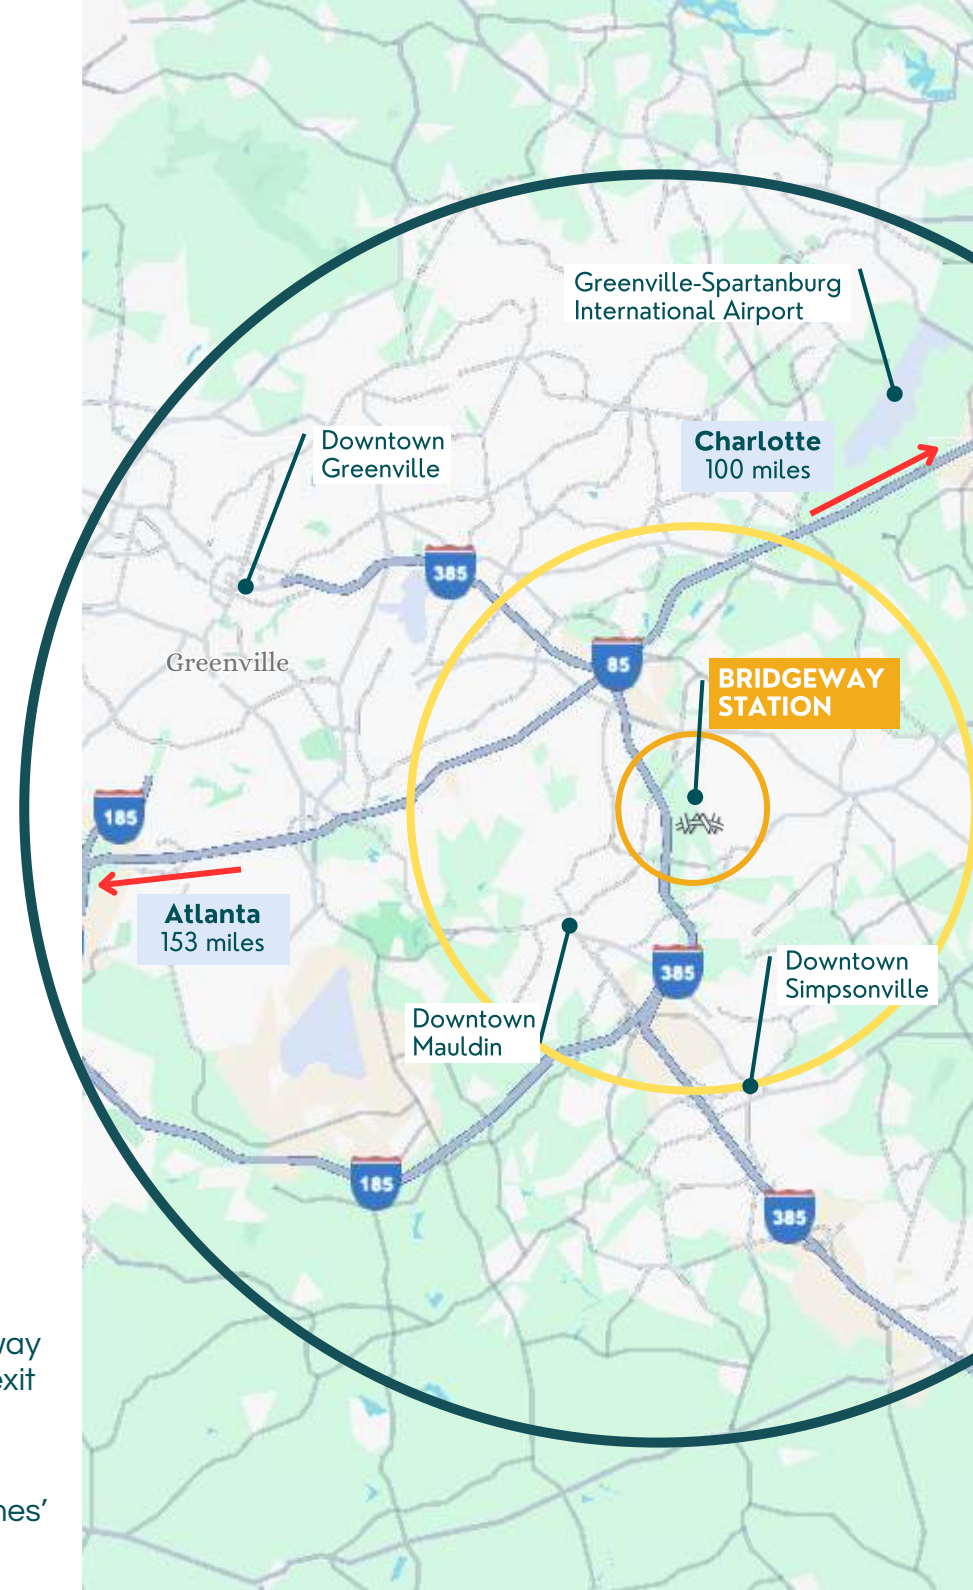 Greenville-Spartanburg
International Airport
Downtown
Greenville
Charlotte
100 miles
385
85
Greenville
BRIDGEWAY
STATION
185
Atlanta
153 miles
385
Downtown
Simpsonville
Downtown
Mauldin
185
385